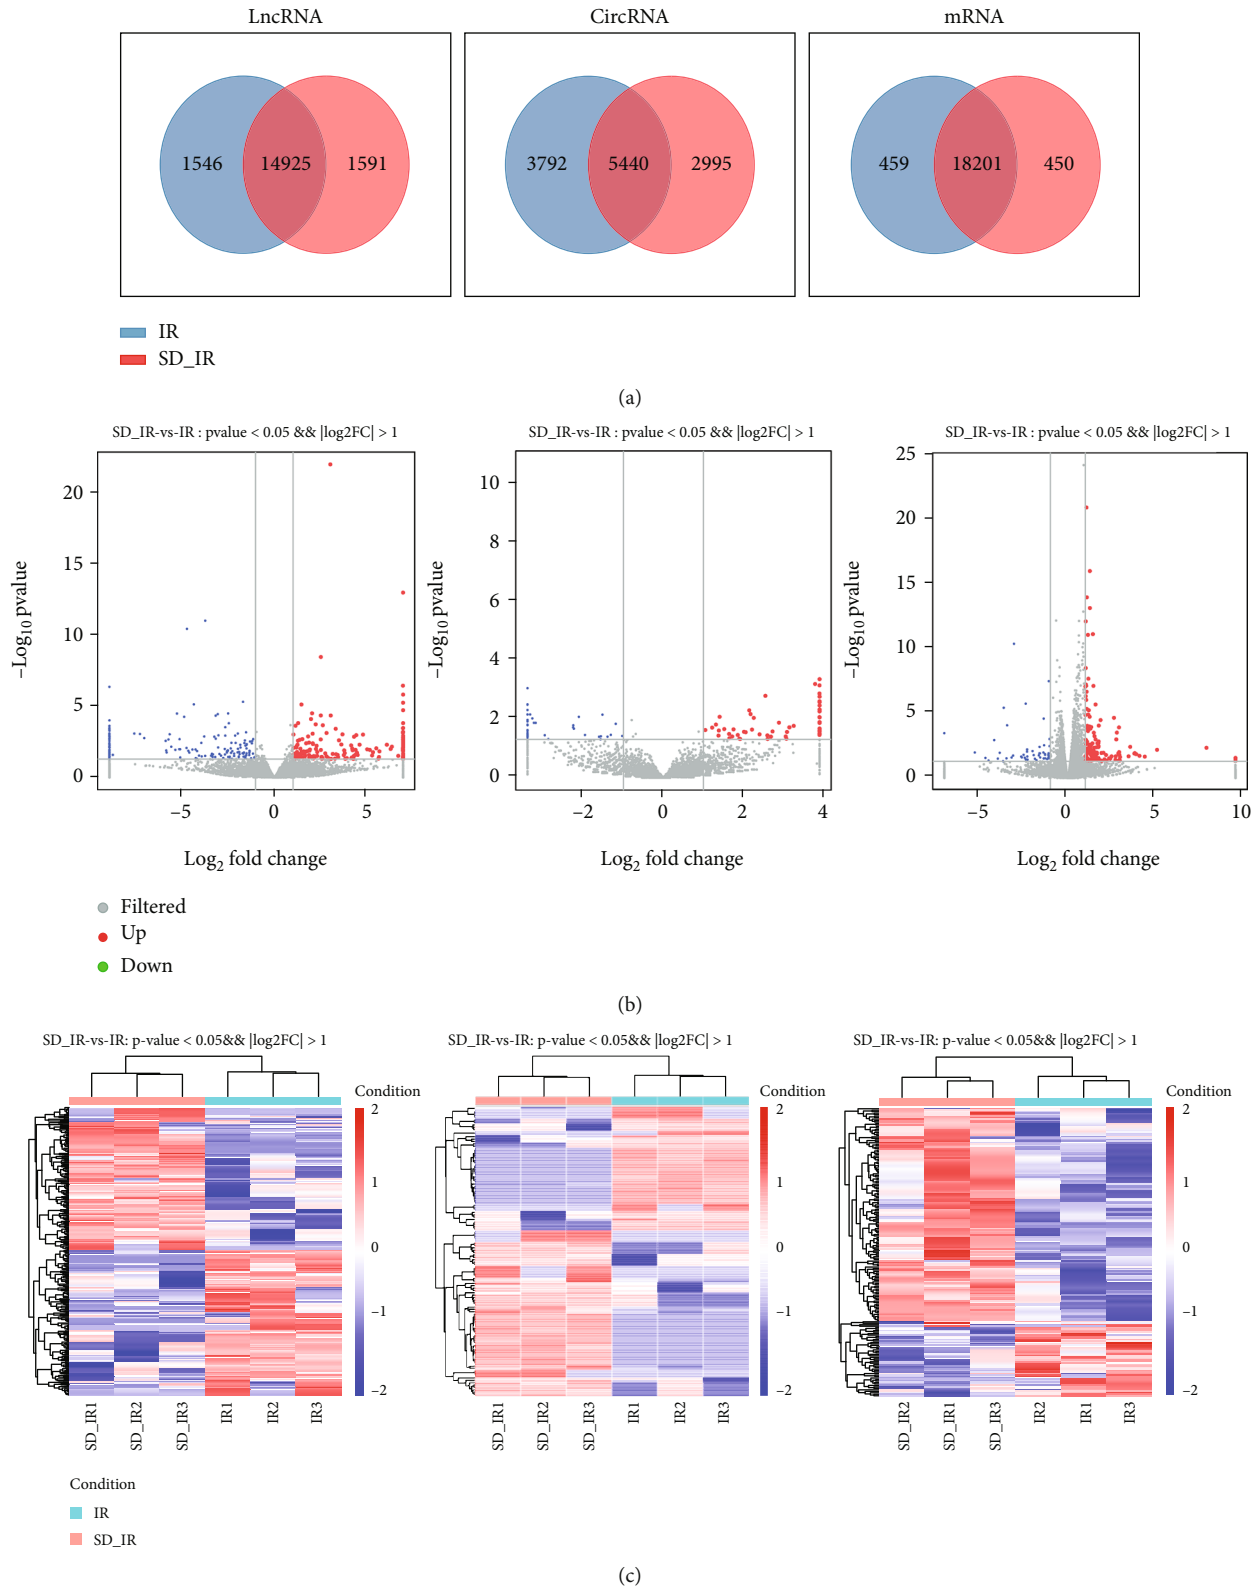 LncRNA
CircRNA
mRNA
1546 14925 1591
3792 5440 2995
459 18201 450
IR
SD_IR
(a)
SD_IR-vs-IR : pvalue < 0.05 && |log2FC| > 1
20
15
10
5
0
−Log10 pvalue
−5 0 5
Log2 fold change
SD_IR-vs-IR : pvalue < 0.05 && |log2FC| > 1
10
8
6
4
2
0
−Log10 pvalue
−2 0 2 4
Log2 fold change
SD_IR-vs-IR : pvalue < 0.05 && |log2FC| > 1
25
20
15
10
5
0
−Log10 pvalue
−5 0 5 10
Log2 fold change
Filtered
Up
Down
(b)
SD_IR-vs-IR: p-value < 0.05&& |log2FC| > 1
Condition
2
1
0
−1
−2
SD_IR1 SD_IR2 SD_IR3 IR1 IR2 IR3
SD_IR-vs-IR: p-value < 0.05&& |log2FC| > 1
Condition
2
1
0
−1
−2
SD_IR1 SD_IR2 SD_IR3 IR1 IR2 IR3
SD_IR-vs-IR: p-value < 0.05&& |log2FC| > 1
Condition
2
1
0
−1
−2
SD_IR2 SD_IR1 SD_IR3 IR2 IR1 IR3
Condition
IR
SD_IR
(c)